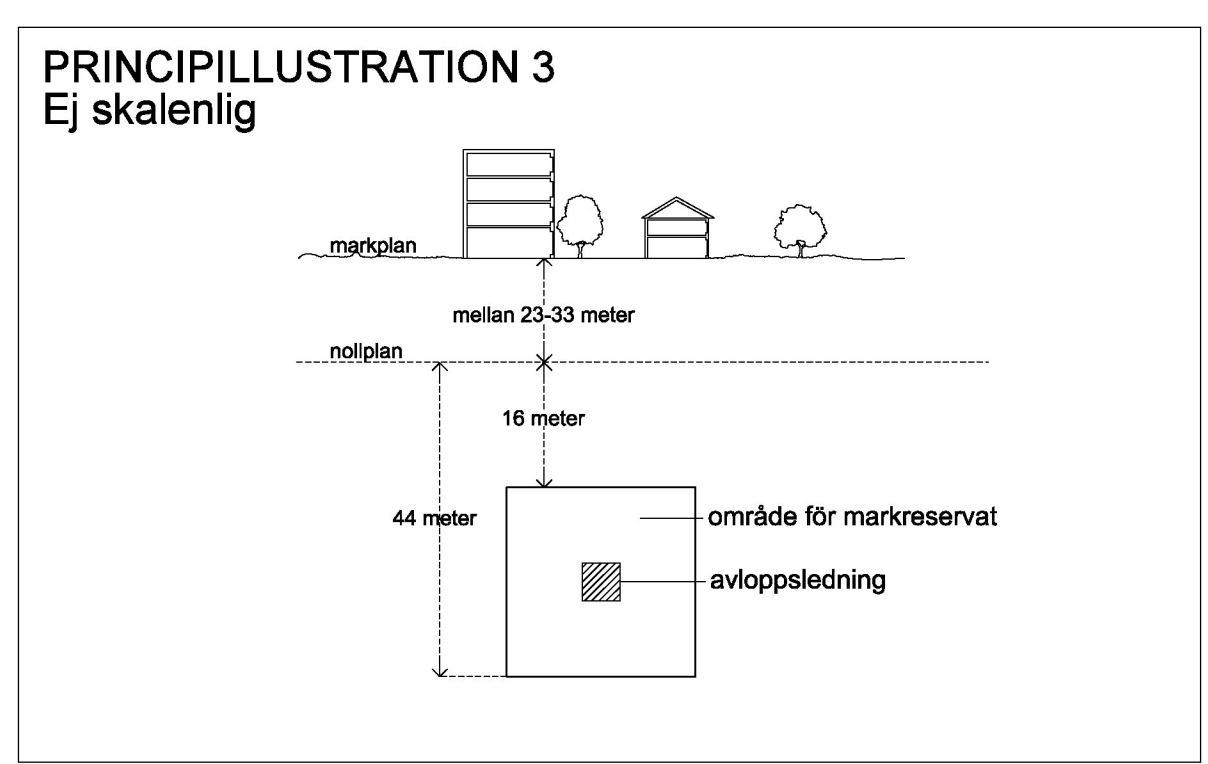 PRINCIPILLUSTRATION 3
Ej skalenlig
markplan
mellan 23-33 meter
nollplan
16 meter
44 meter
område för markreservat
avloppsledning